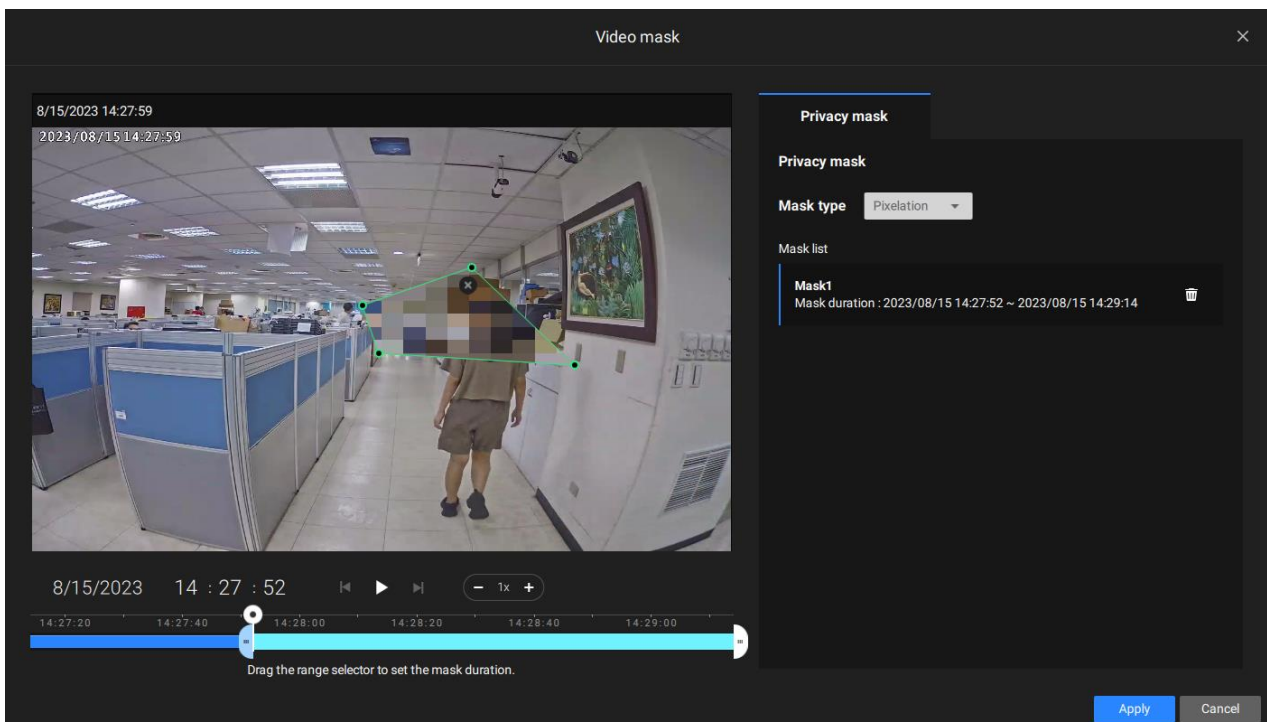 Video mask
8/15/2023 14:27:59
2023/08/15 14:27:59
8/15/2023 14 : 27 : 52
1x
14:27:20 14:27:40 14:28:00 14:28:20 14:28:40 14:29:00
Drag the range selector to set the mask duration.
Privacy mask
Privacy mask
Mask type Pixelation
Mask list
Mask1
Mask duration : 2023/08/15 14:27:52 ~ 2023/08/15 14:29:14
Apply Cancel